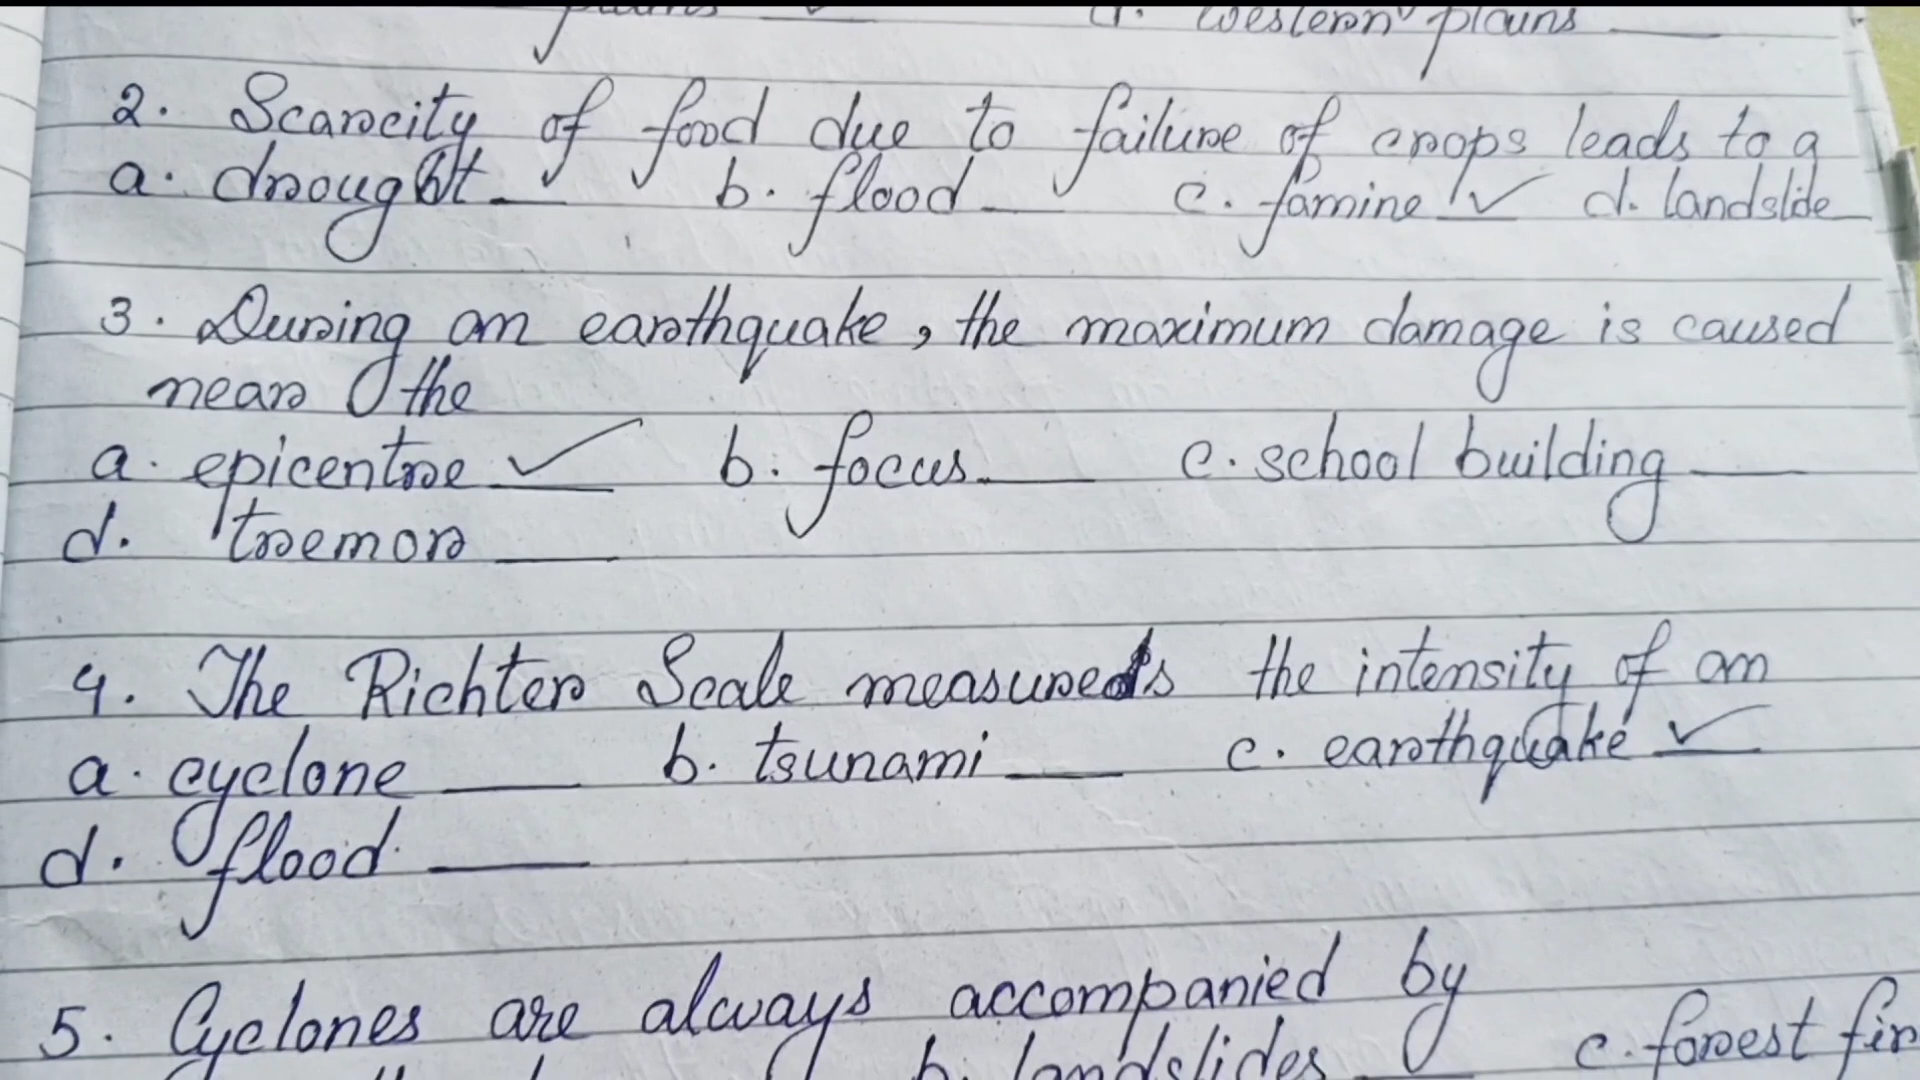 d. Western plains
2. Scarcity of food due to failure of crops leads to a
a. drought b. flood c. famine ✓ d. landslide
3. During an earthquake, the maximum damage is caused
near the
a. epicentre ✓ b. focus c. school building
d. tremor
4. The Richter Scale measures the intensity of an
a. cyclone b. tsunami c. earthquake ✓
d. flood
5. Cyclones are always accompanied by
b. landslides c. forest